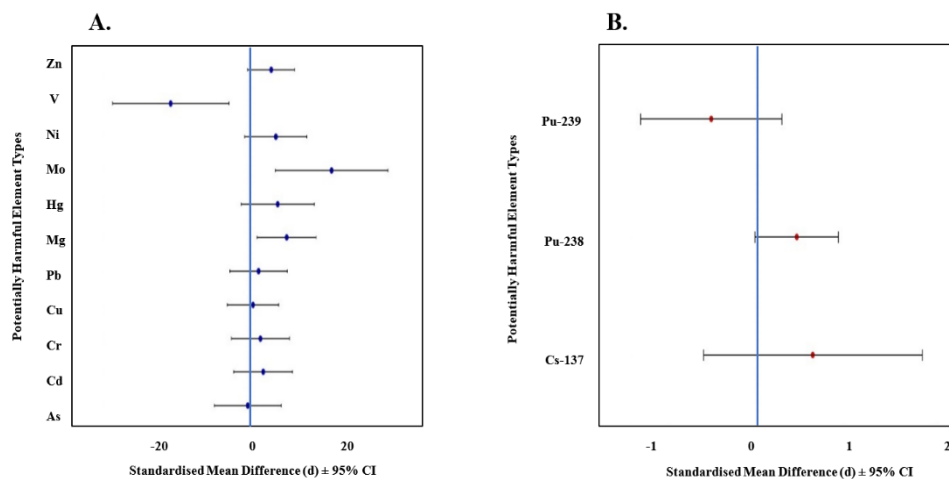 A.
Potentially Harmful Element Types
Zn
V
Ni
Mo
Hg
Mg
Pb
Cu
Cr
Cd
As
-20 0 20
Standardised Mean Difference (d) ± 95% CI
B.
Potentially Harmful Element Types
Pu-239
Pu-238
Cs-137
-1 0 1 2
Standardised Mean Difference (d) ± 95% CI